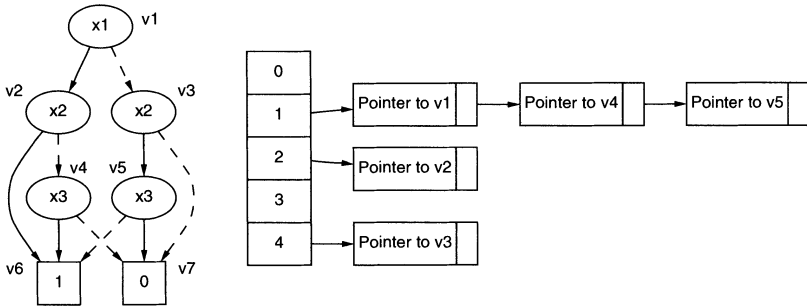 x1 v1
v2 x2 x2 v3
v4 v5
x3 x3
v6 1 0 v7
0
1 Pointer to v1 Pointer to v4 Pointer to v5
2 Pointer to v2
3
4 Pointer to v3